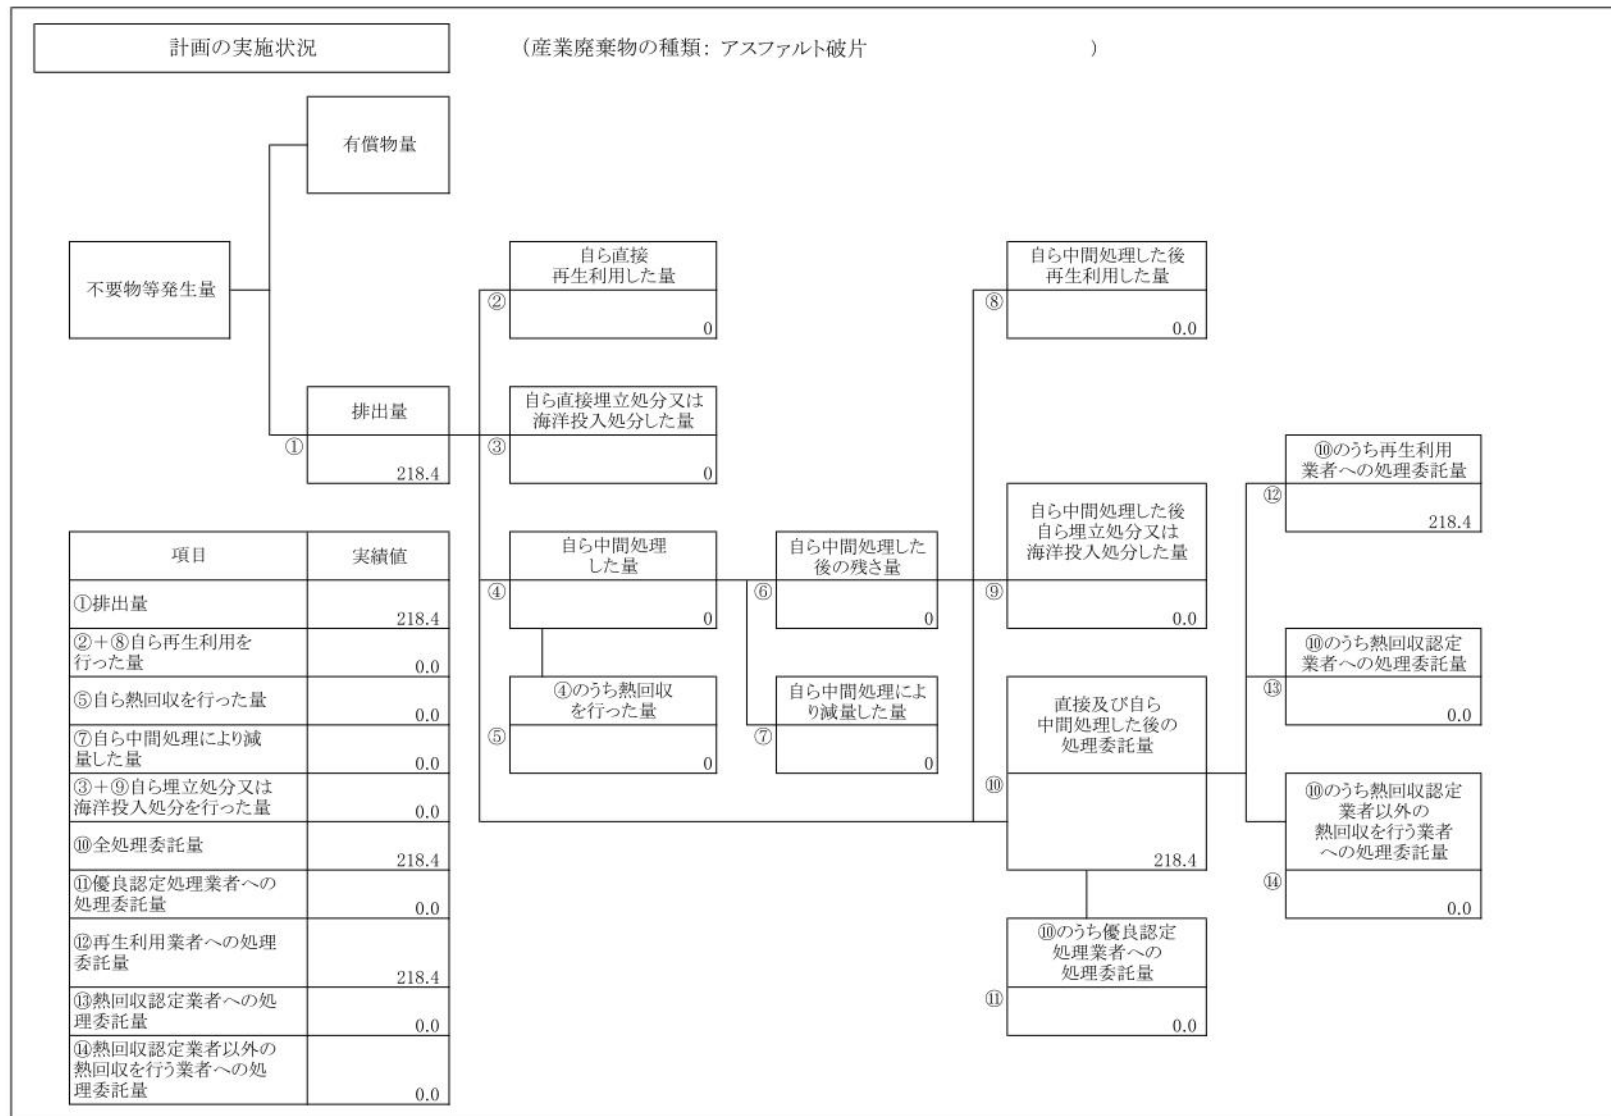 計画の実施状況
（産業廃棄物の種類： アスファルト破片 ）
有償物量
不要物等発生量
自ら直接
再生利用した量
②
0
自ら中間処理した後
再生利用した量
⑧
0.0
排出量
①
218.4
自ら直接埋立処分又は
海洋投入処分した量
③
0
⑩のうち再生利用
業者への処理委託量
⑫
218.4
自ら中間処理
した量
④
0
自ら中間処理した
後の残さ量
⑥
0
自ら中間処理した後
自ら埋立処分又は
海洋投入処分した量
⑨
0.0
⑩のうち熱回収認定
業者への処理委託量
⑬
0.0
④のうち熱回収
を行った量
⑤
0
自ら中間処理によ
り減量した量
⑦
0
直接及び自ら
中間処理した後の
処理委託量
⑩
218.4
⑩のうち熱回収認定
業者以外の
熱回収を行う業者
への処理委託量
⑭
0.0
⑩のうち優良認定
処理業者への
処理委託量
⑪
0.0
項目 実績値
①排出量
218.4
②＋⑧自ら再生利用を
行った量
0.0
⑤自ら熱回収を行った量
0.0
⑦自ら中間処理により減
量した量
0.0
③＋⑨自ら埋立処分又は
海洋投入処分を行った量
0.0
⑩全処理委託量
218.4
⑪優良認定処理業者への
処理委託量
0.0
⑫再生利用業者への処理
委託量
218.4
⑬熱回収認定業者への処
理委託量
0.0
⑭熱回収認定業者以外の
熱回収を行う業者への処
理委託量
0.0